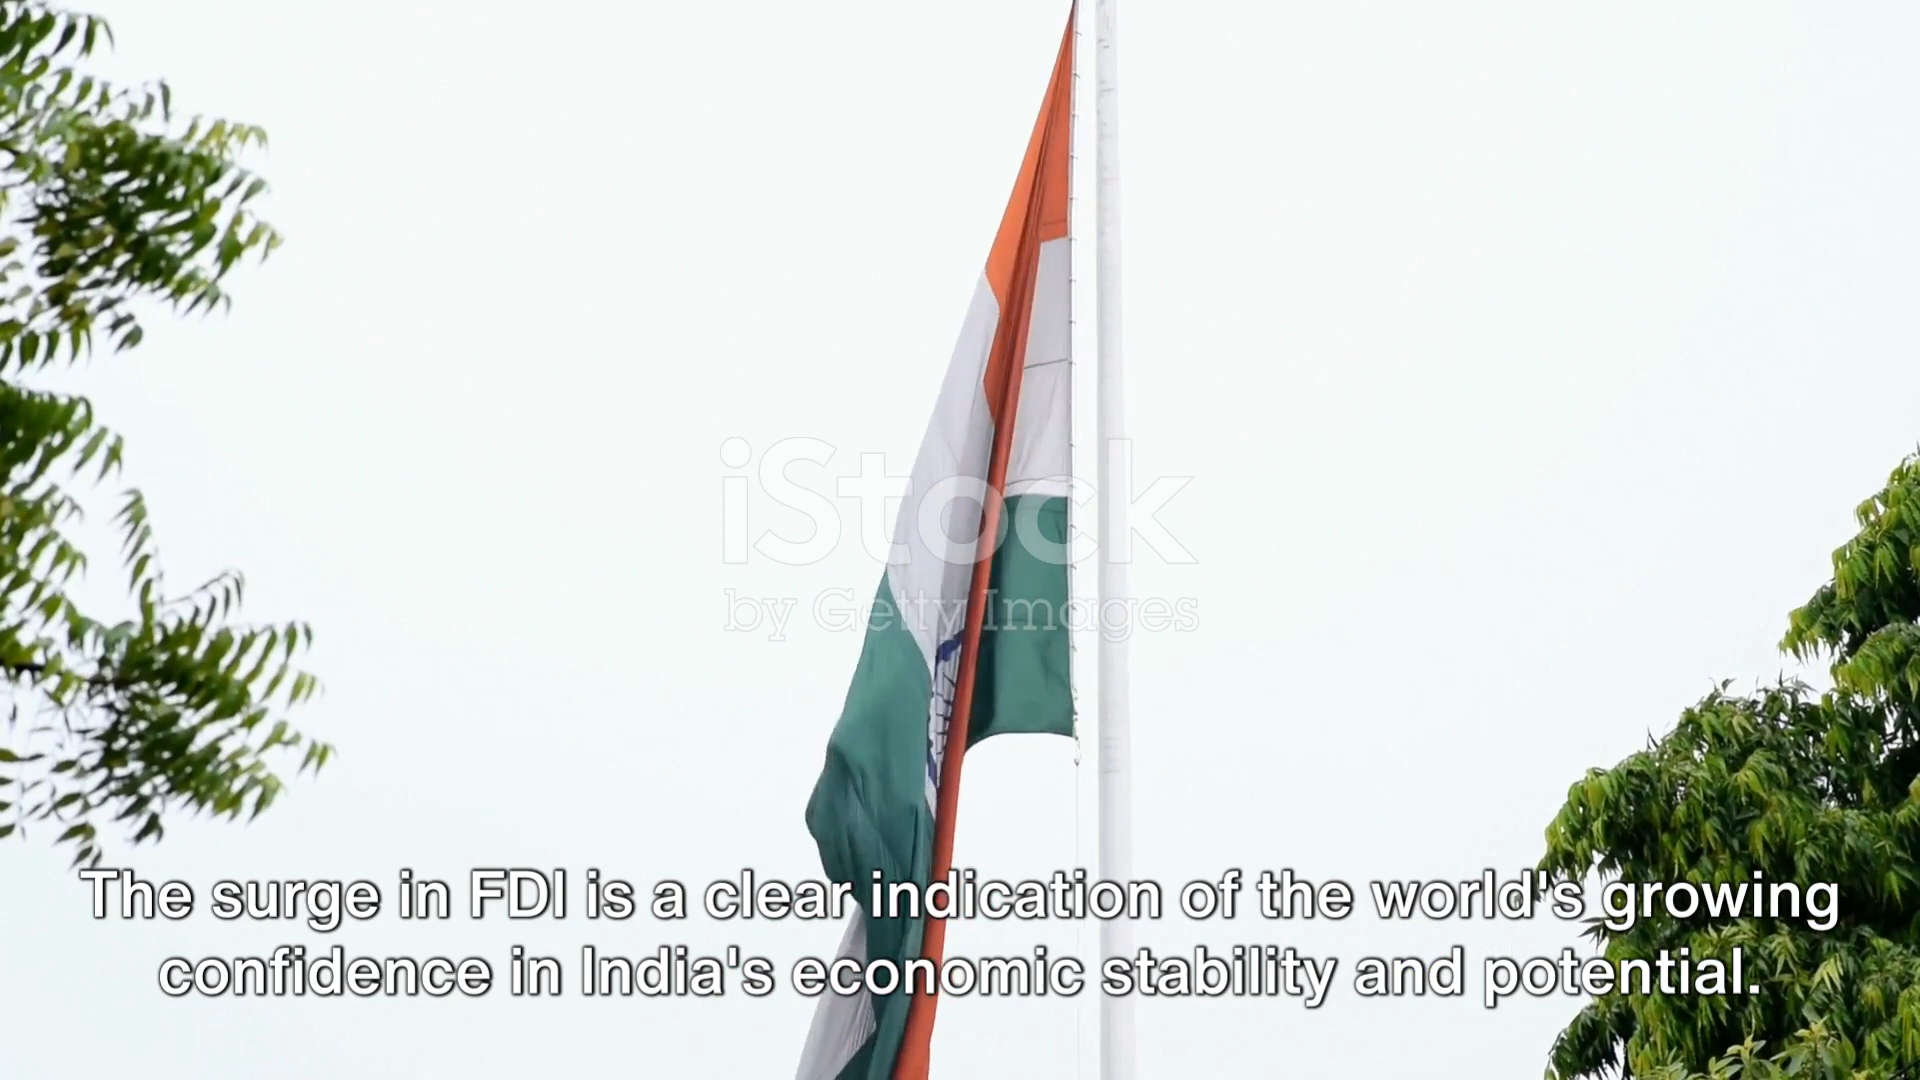 iStock
by Getty Images
The surge in FDI is a clear indication of the world's growing
confidence in India's economic stability and potential.